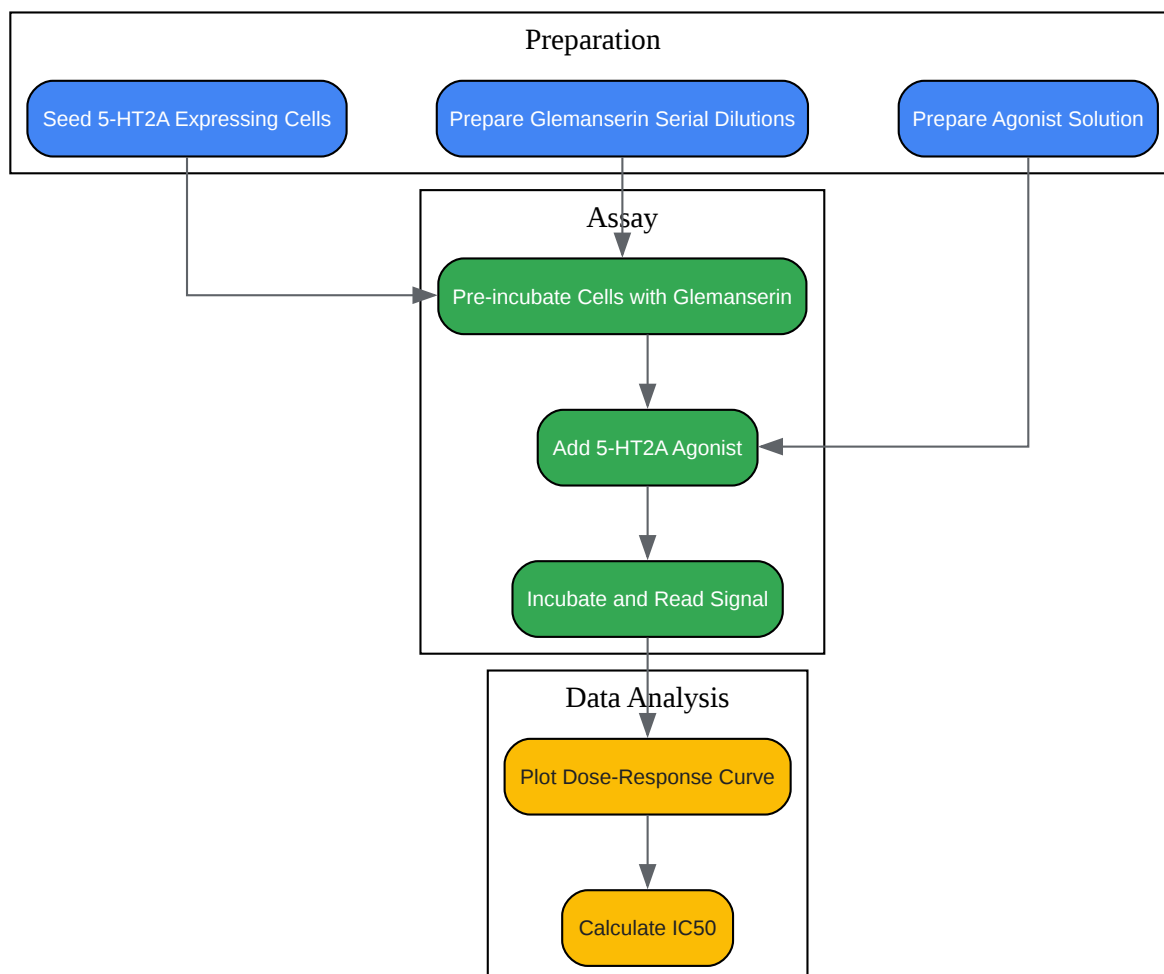 Preparation
Seed 5-HT2A Expressing Cells
Prepare Glemanserin Serial Dilutions
Prepare Agonist Solution
Assay
Pre-incubate Cells with Glemanserin
Add 5-HT2A Agonist
Incubate and Read Signal
Data Analysis
Plot Dose-Response Curve
Calculate IC50